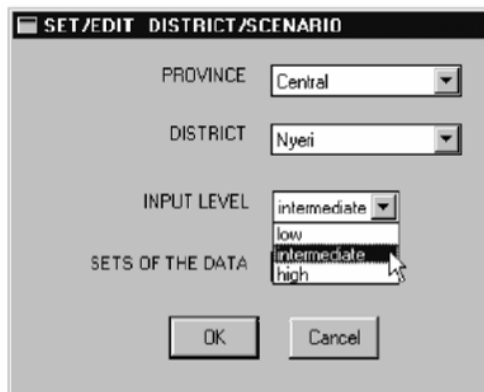 SET/EDIT DISTRICT/SCENARIO
PROVINCE Central
DISTRICT Nyeri
INPUT LEVEL intermediate
low
intermediate
SETS OF THE DATA
high
OK Cancel